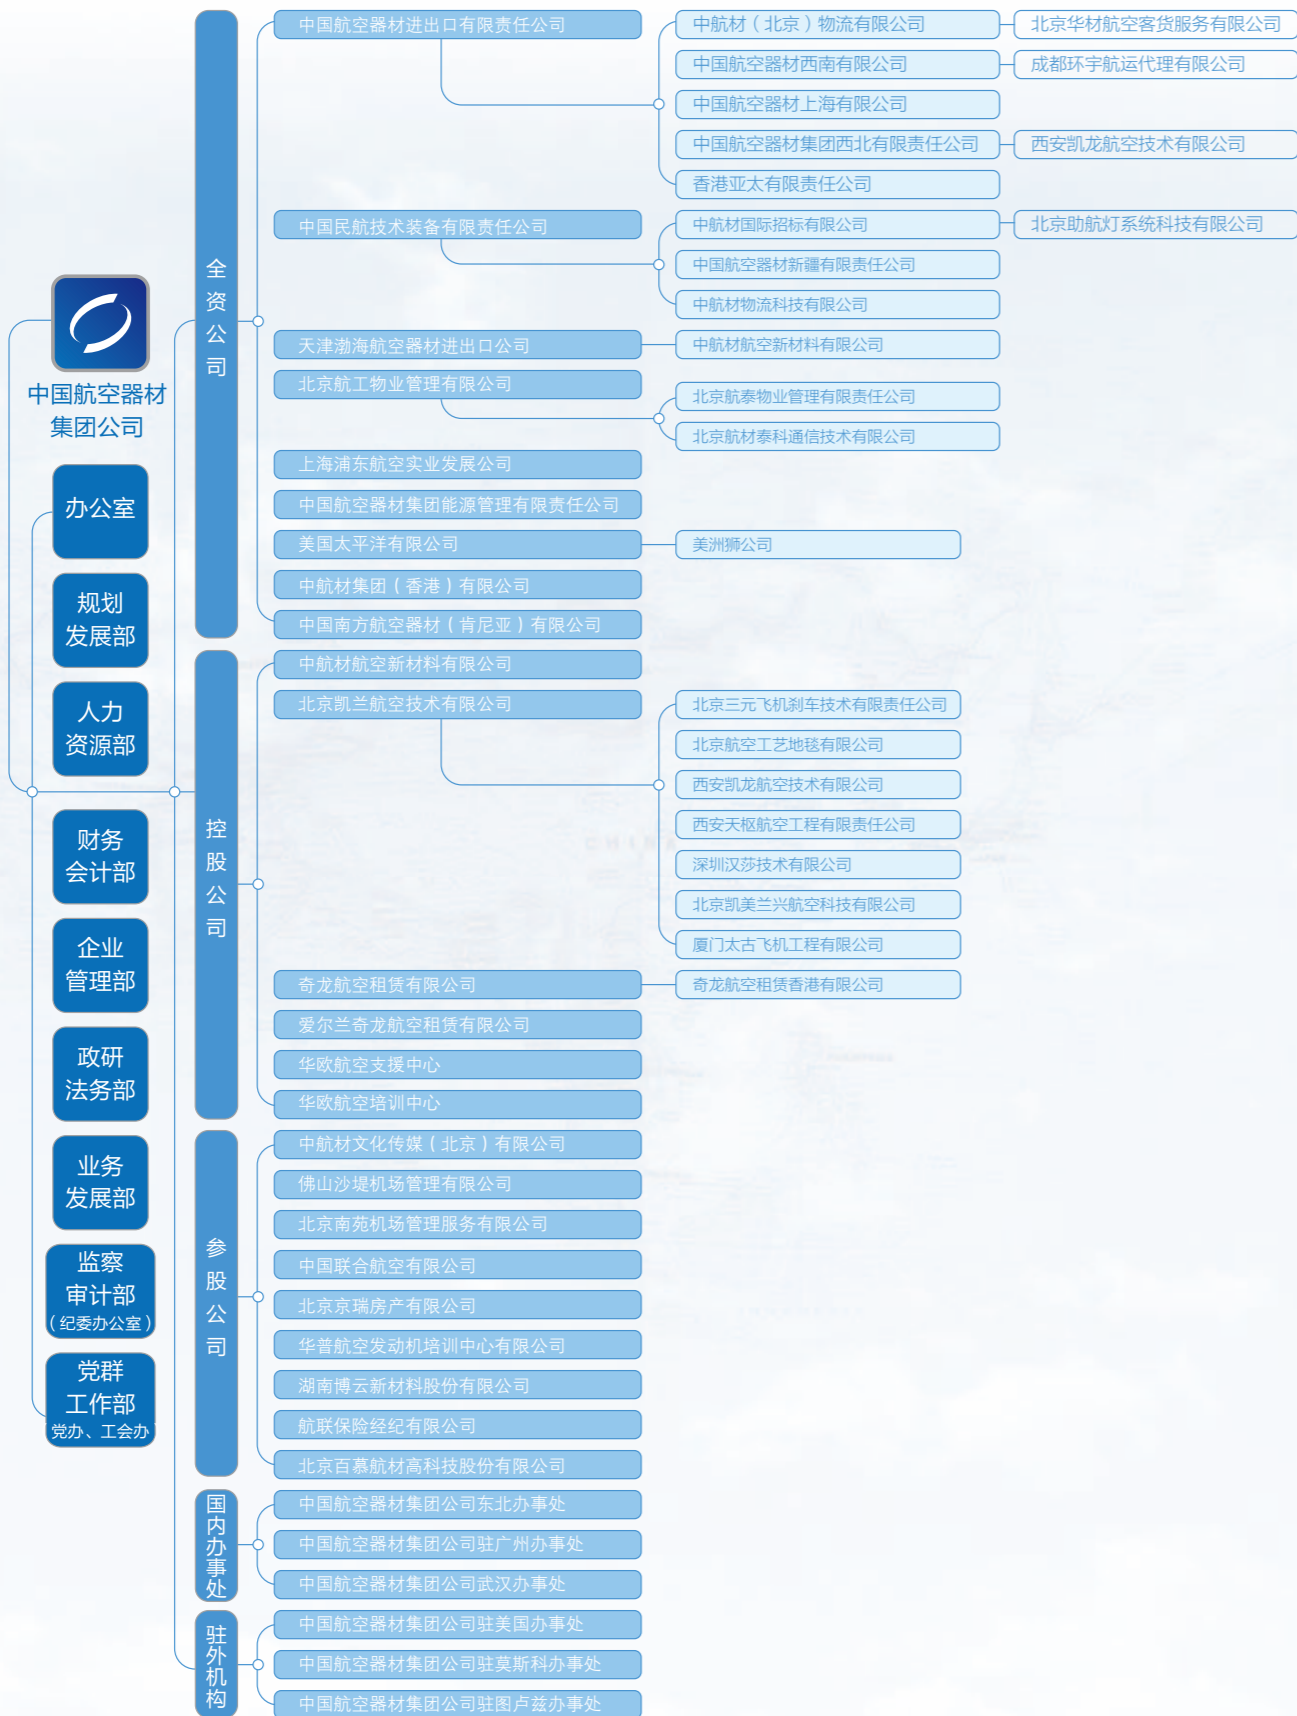 中国航空器材
集团公司
办公室
规划
发展部
人力
资源部
财务
会计部
企业
管理部
政研
法务部
业务
发展部
监察
审计部
（纪委办公室）
党群
工作部
党办、工会办
全资公司
中国航空器材进出口有限责任公司
中航材（北京）物流有限公司
北京华材航空客货服务有限公司
中国航空器材西南有限公司
成都环宇航运代理有限公司
中国航空器材上海有限公司
中国航空器材集团西北有限责任公司
西安凯龙航空技术有限公司
香港亚太有限责任公司
中国民航技术装备有限责任公司
中航材国际招标有限公司
北京助航灯系统科技有限公司
中国航空器材新疆有限责任公司
中航材物流科技有限公司
天津渤海航空器材进出口公司
中航材航空新材料有限公司
北京航工物业管理有限公司
北京航泰物业管理有限责任公司
北京航材泰科通信技术有限公司
上海浦东航空实业发展公司
中国航空器材集团能源管理有限责任公司
美国太平洋有限公司
美洲狮公司
中航材集团（香港）有限公司
中国南方航空器材（肯尼亚）有限公司
控股公司
中航材航空新材料有限公司
北京凯兰航空技术有限公司
北京三元飞机刹车技术有限责任公司
北京航空工艺地毯有限公司
西安凯龙航空技术有限公司
西安天枢航空工程有限责任公司
深圳汉莎技术有限公司
北京凯美兰兴航空科技有限公司
厦门太古飞机工程有限公司
奇龙航空租赁有限公司
奇龙航空租赁香港有限公司
爱尔兰奇龙航空租赁有限公司
华欧航空支援中心
华欧航空培训中心
参股公司
中航材文化传媒（北京）有限公司
佛山沙堤机场管理有限公司
北京南苑机场管理服务有限公司
中国联合航空有限公司
北京京瑞房产有限公司
华普航空发动机培训中心有限公司
湖南博云新材料股份有限公司
航联保险经纪有限公司
北京百慕航材高科技股份有限公司
国内办事处
中国航空器材集团公司东北办事处
中国航空器材集团公司驻广州办事处
中国航空器材集团公司武汉办事处
驻外机构
中国航空器材集团公司驻美国办事处
中国航空器材集团公司驻莫斯科办事处
中国航空器材集团公司驻图卢兹办事处